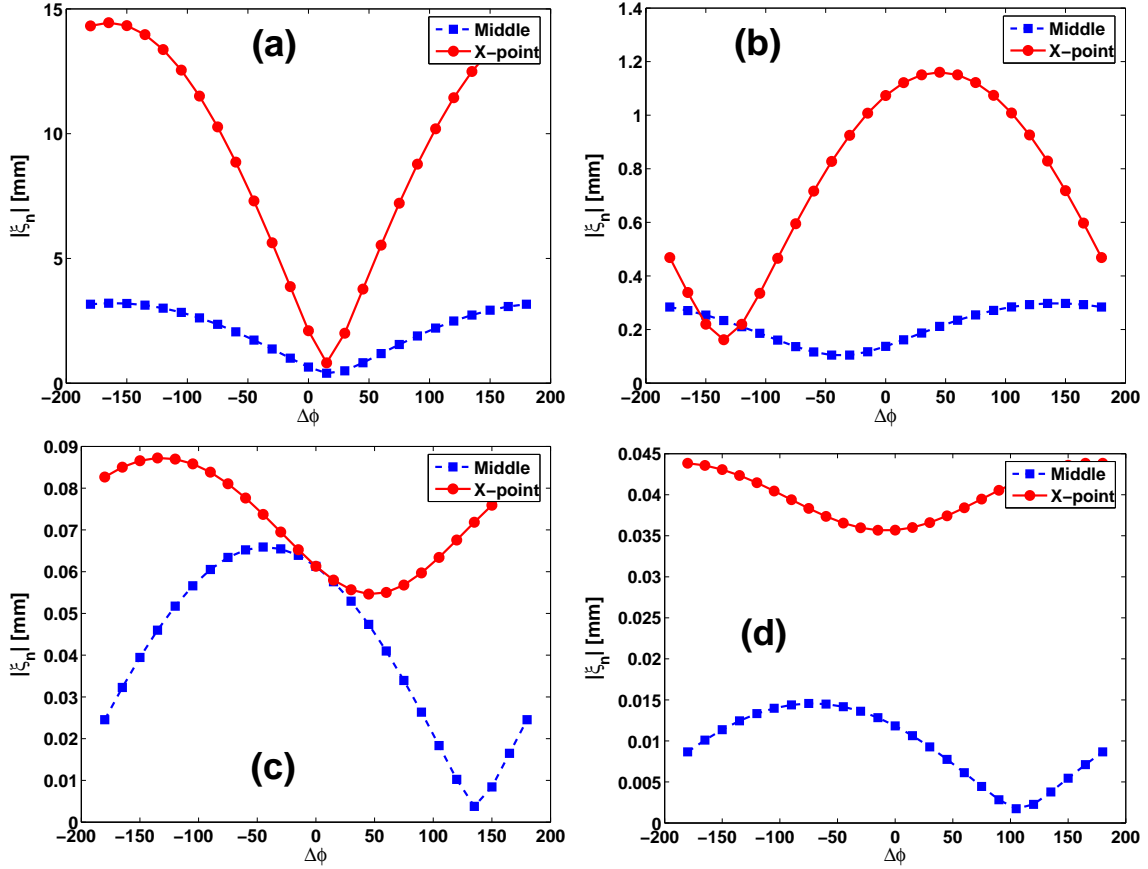 (a)
Middle
X-point
15
10
5
0
|ξn| [mm]
−200 −150 −100 −50 0 50 100 150 200
Δϕ
(b)
Middle
X-point
1.4
1.2
1
0.8
0.6
0.4
0.2
0
|ξn| [mm]
−200 −150 −100 −50 0 50 100 150 200
Δϕ
(c)
Middle
X-point
0.09
0.08
0.07
0.06
0.05
0.04
0.03
0.02
0.01
0
|ξn| [mm]
−200 −150 −100 −50 0 50 100 150 200
Δϕ
(d)
Middle
X-point
0.045
0.04
0.035
0.03
0.025
0.02
0.015
0.01
0.005
0
|ξn| [mm]
−200 −150 −100 −50 0 50 100 150 200
Δϕ